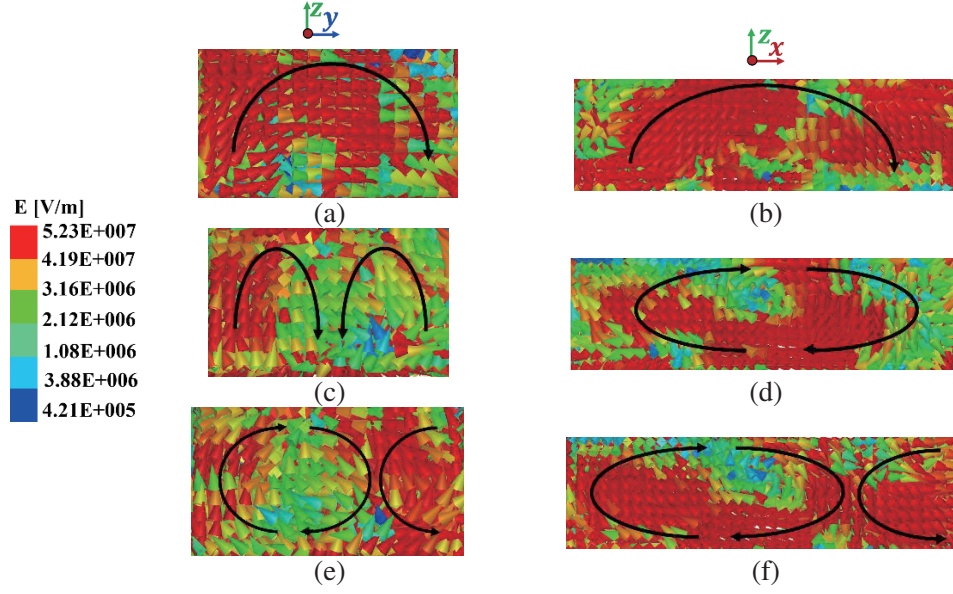 z
y
z
x
(a)
(b)
E [V/m]
5.23E+007
4.19E+007
3.16E+006
2.12E+006
1.08E+006
3.88E+006
4.21E+005
(c)
(d)
(e)
(f)